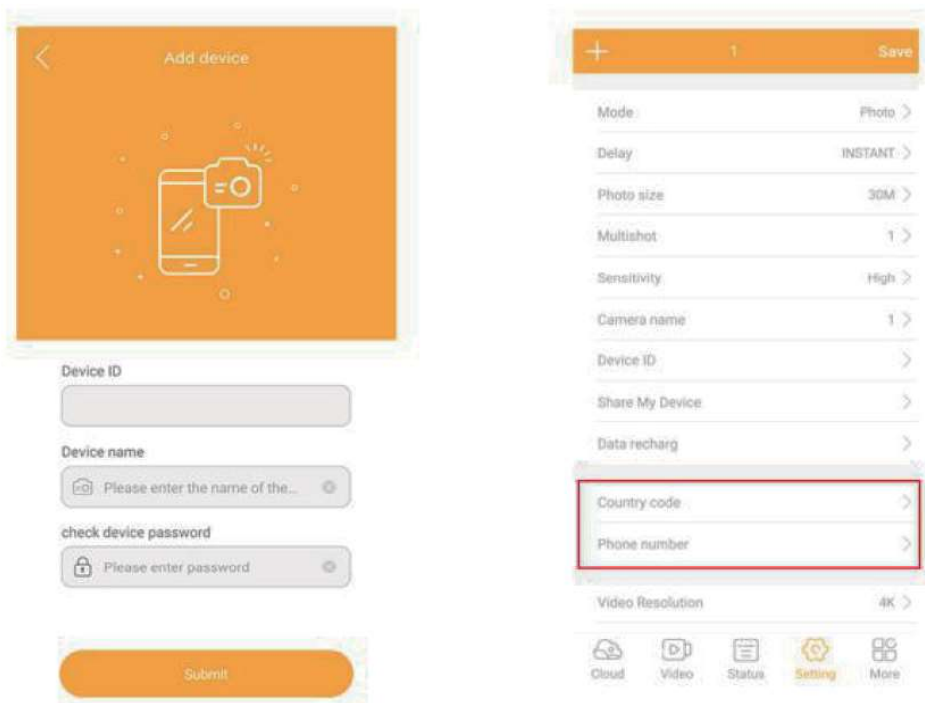 Add device
Device ID
Device name
Please enter the name of the...
check device password
Please enter password
Submit
1 Save
Mode Photo
Delay INSTANT
Photo size 30M
Multishot 1
Sensitivity High
Camera name 1
Device ID
Share My Device
Data recharg
Country code
Phone number
Video Resolution 4K
Cloud Video Status Setting More